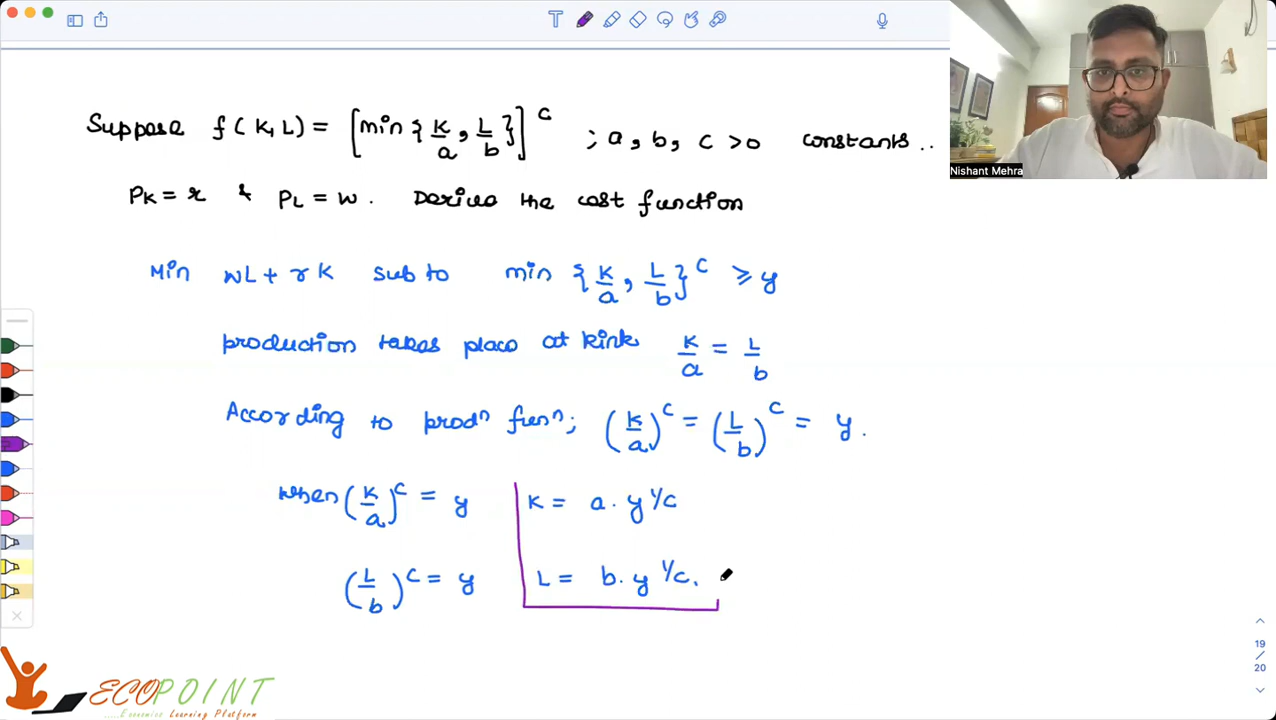 Suppose f(K, L) = [min{K/a, L/b}]^c ; a, b, c >0 constants..
PK = r & PL = w. Derive the cost function
Min wL + rK sub to min {K/a, L/b}^c ≥ y
production takes place at kink K/a = L/b
According to prodn funn; (K/a)^c = (L/b)^c = y.
when (K/a)^c = y K = a. y^1/c
(L/b)^c = y L = b. y^1/c.
Nishant Mehra
19
/
20
ECOPOINT
.....Economics Learning Platform